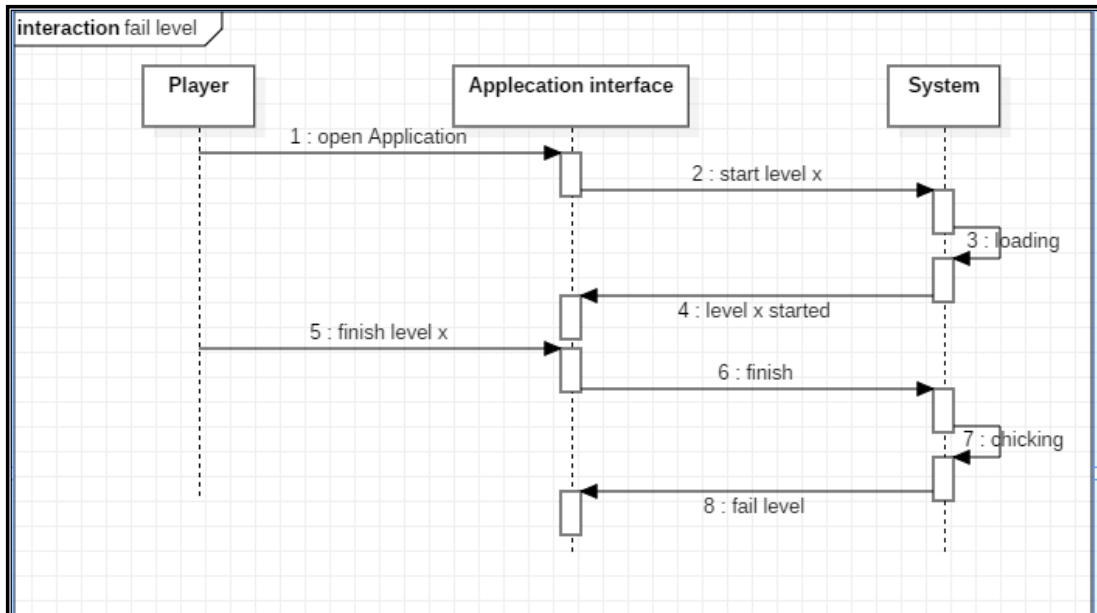 interaction fail level
Player
Applecation interface
System
1 : open Application
2 : start level x
3 : loading
4 : level x started
5 : finish level x
6 : finish
7 : chicking
8 : fail level